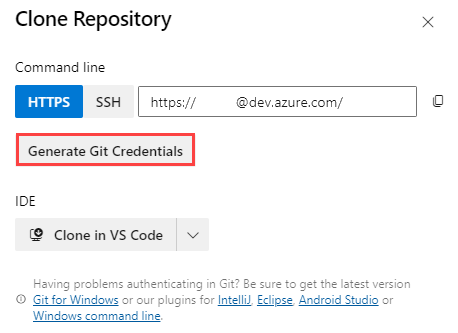 Clone Repository
Command line
HTTPS SSH https:// @dev.azure.com/
Generate Git Credentials
IDE
Clone in VS Code
Having problems authenticating in Git? Be sure to get the latest version
Git for Windows or our plugins for IntelliJ, Eclipse, Android Studio or
Windows command line.